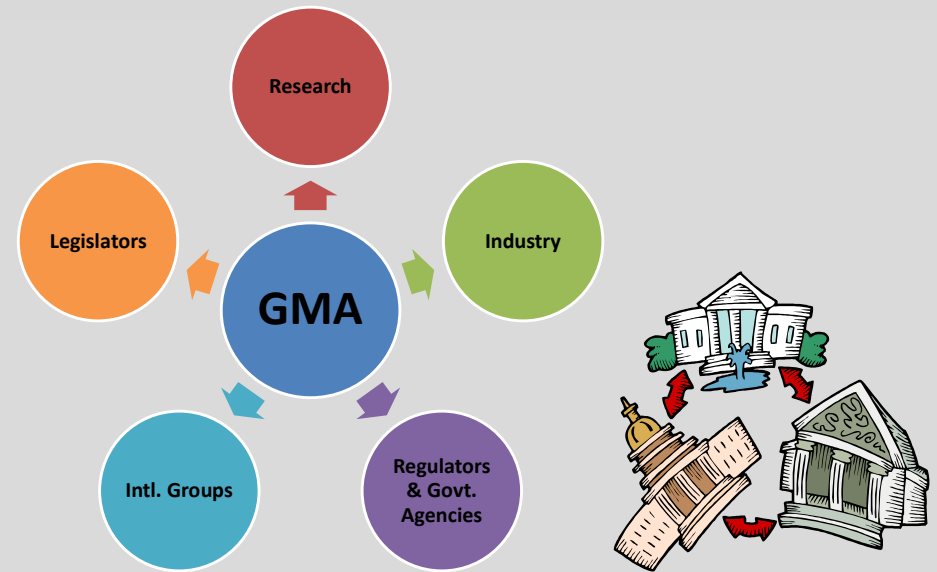 Research
Legislators
Industry
GMA
Intl. Groups
Regulators
& Govt.
Agencies